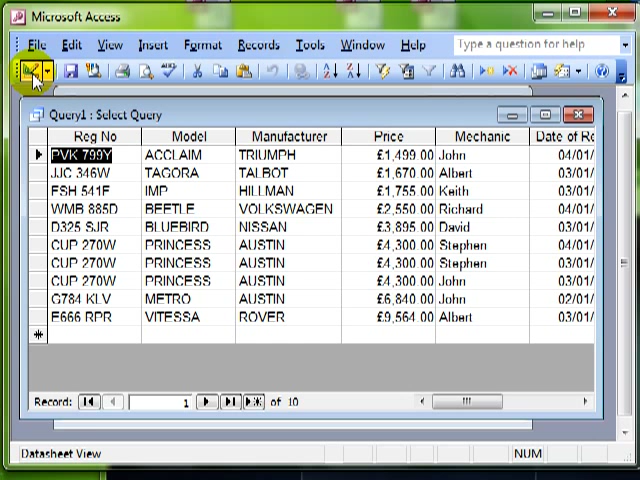 Microsoft Access
File Edit View Insert Format Records Tools Window Help Type a question for help
Query1 : Select Query
Reg No Model Manufacturer Price Mechanic Date of Re
PVK 799Y ACCLAIM TRIUMPH £1,499.00 John 04/01/
JJC 346W TAGORA TALBOT £1,670.00 Albert 03/01/
FSH 541F IMP HILLMAN £1,755.00 Keith 03/01/
WMB 885D BEETLE VOLKSWAGEN £2,550.00 Richard 04/01/
D325 SJR BLUEBIRD NISSAN £3,895.00 David 03/01/
CUP 270W PRINCESS AUSTIN £4,300.00 Stephen 04/01/
CUP 270W PRINCESS AUSTIN £4,300.00 Stephen 03/01/
CUP 270W PRINCESS AUSTIN £4,300.00 John 03/01/
G784 KLV METRO AUSTIN £6,840.00 John 02/01/
E666 RPR VITESSA ROVER £9,564.00 Albert 03/01/
Record: 1 of 10
Datasheet View NUM